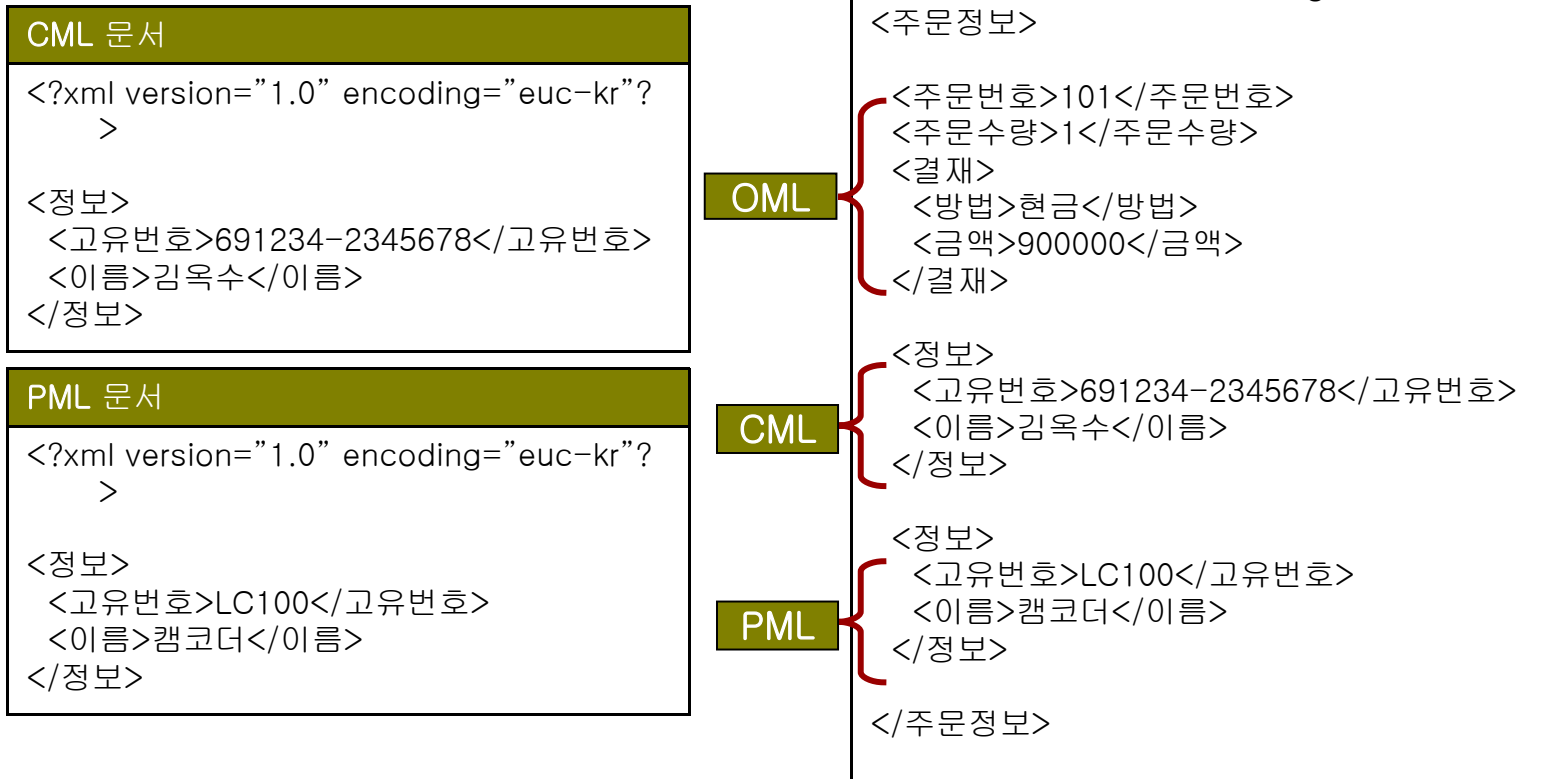 CML 문서
<?xml version="1.0" encoding="euc-kr"?
>
<정보>
<고유번호>691234-2345678</고유번호>
<이름>김옥수</이름>
</정보>
PML 문서
<?xml version="1.0" encoding="euc-kr"?
>
<정보>
<고유번호>LC100</고유번호>
<이름>캠코더</이름>
</정보>
<주문정보>
OML
<주문번호>101</주문번호>
<주문수량>1</주문수량>
<결재>
<방법>현금</방법>
<금액>900000</금액>
</결재>
CML
<정보>
<고유번호>691234-2345678</고유번호>
<이름>김옥수</이름>
</정보>
PML
<정보>
<고유번호>LC100</고유번호>
<이름>캠코더</이름>
</정보>
</주문정보>